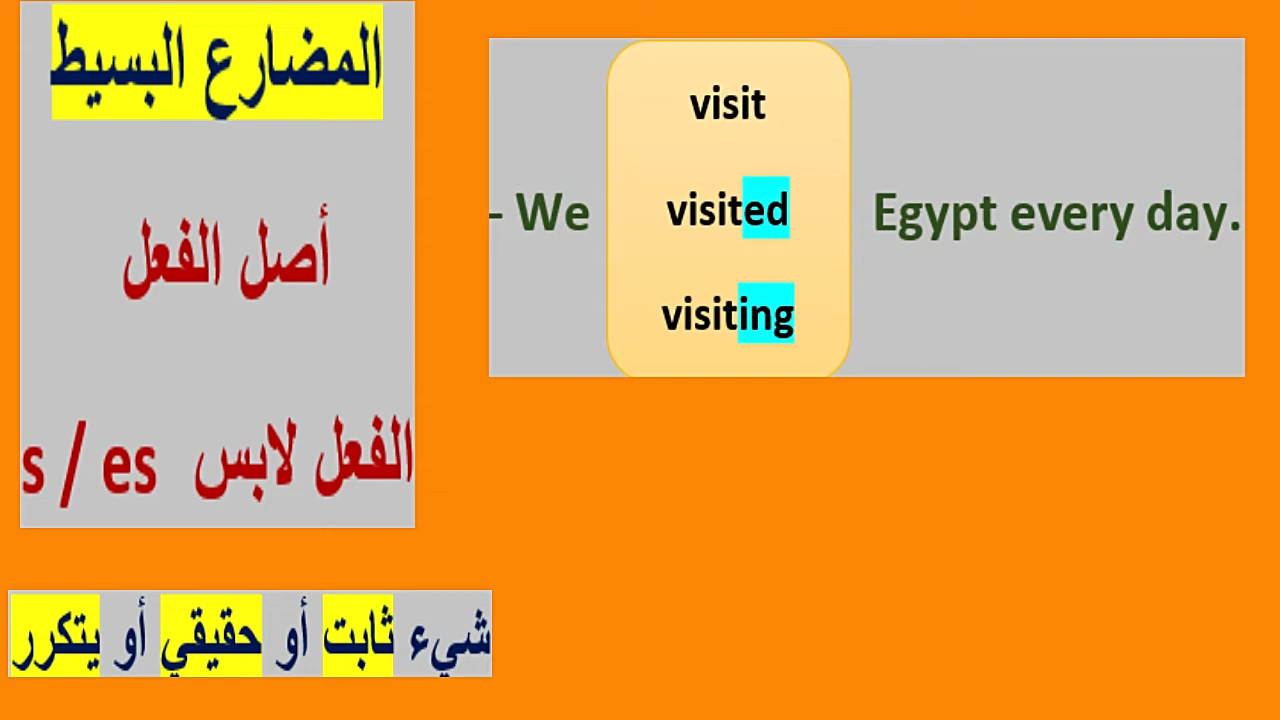 المضارع البسيط
أصل الفعل
الفعل لابس s / es
شيء ثابت أو حقيقي أو يتكرر
visit
- We visited Egypt every day.
visiting